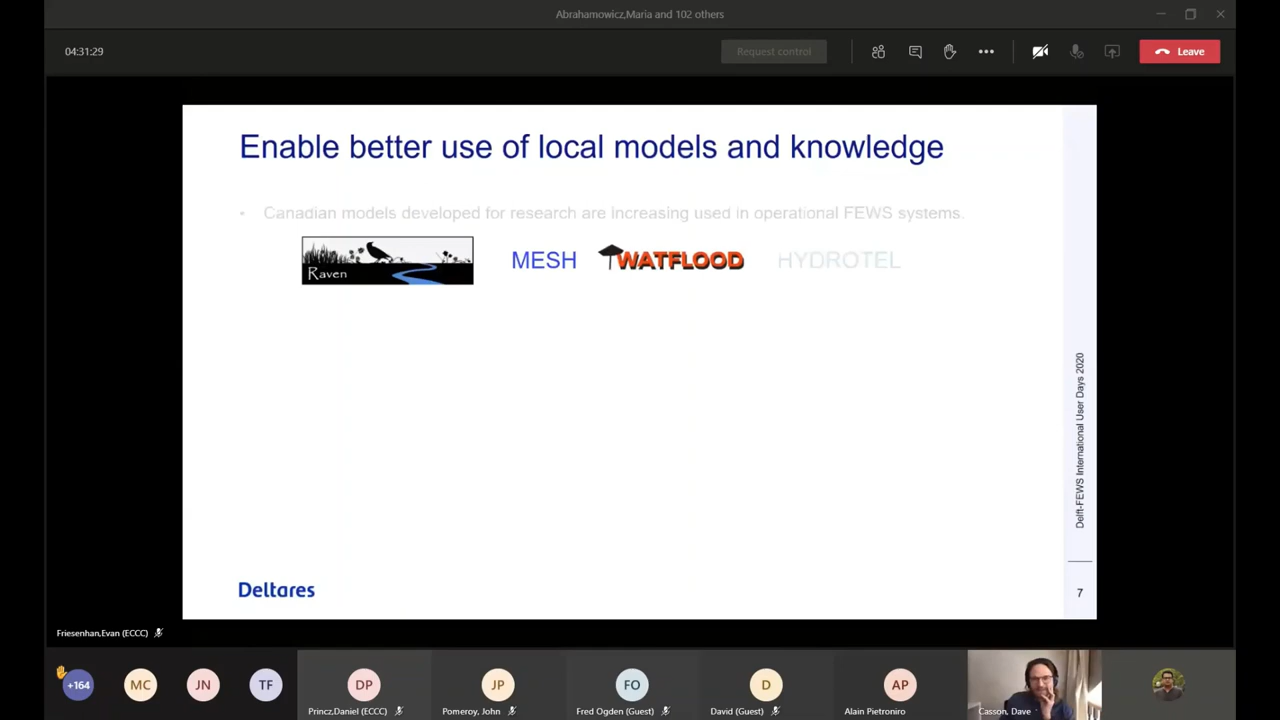 Abrahamowicz,Maria and 102 others
04:31:29
Request control
Leave
Enable better use of local models and knowledge
• Canadian models developed for research are increasing used in operational FEWS systems.
Raven
MESH
WATFLOOD
HYDROTEL
Delft-FEWS International User Days 2020
Deltares
7
Friesenhan,Evan (ECCC)
+164
MC
JN
TF
DP
JP
FO
D
AP
Princz,Daniel (ECCC)
Pomeroy, John
Fred Ogden (Guest)
David (Guest)
Alain Pietroniro
Casson, Dave